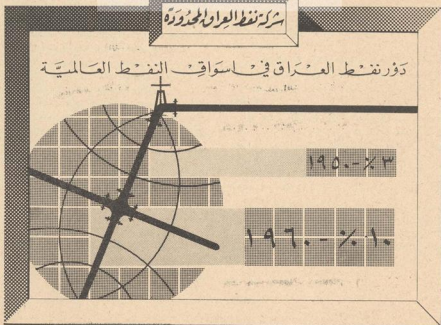 شركة نفط العراق المحدودة
دور نفط العراق في اسواق النفط العالمية
٣ ٪ - ١٩٥٠
١٠ ٪ - ١٩٦٠